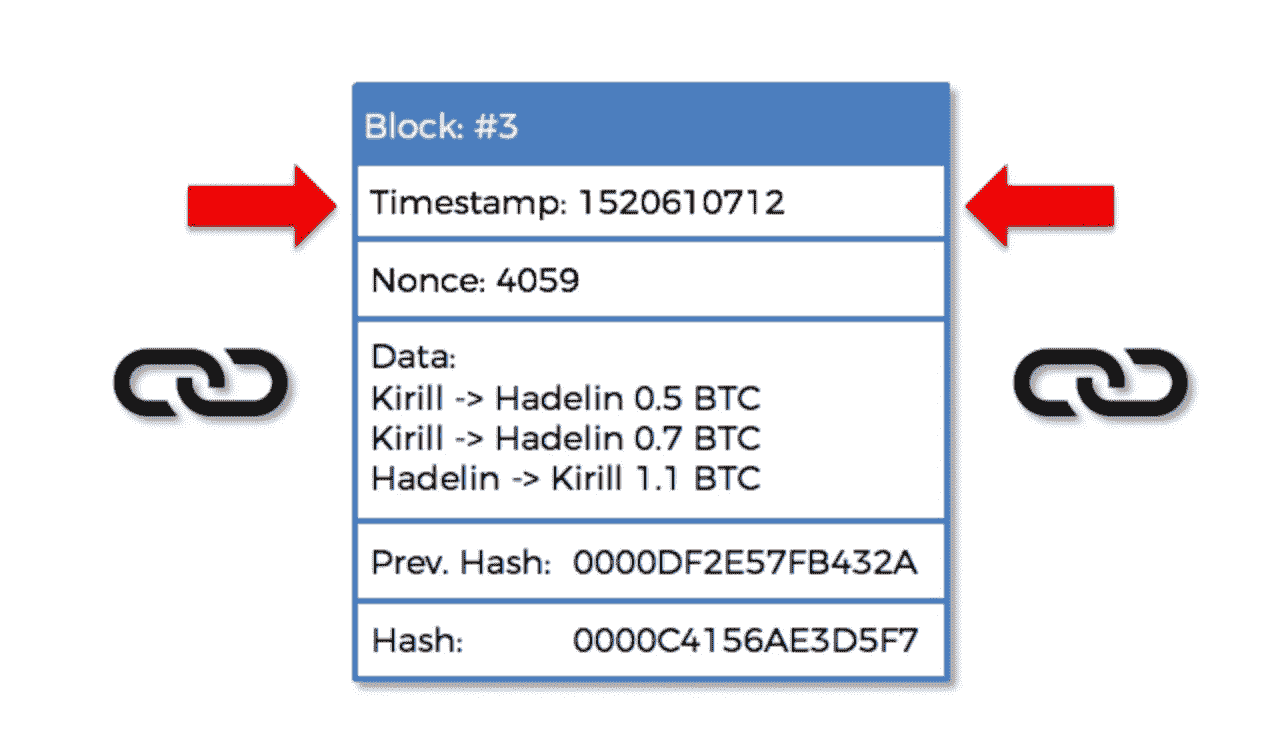 Block: #3
Timestamp: 1520610712
Nonce: 4059
Data:
Kirill -> Hadelin 0.5 BTC
Kirill -> Hadelin 0.7 BTC
Hadelin -> Kirill 1.1 BTC
Prev. Hash: 0000DF2E57FB432A
Hash: 0000C4156AE3D5F7